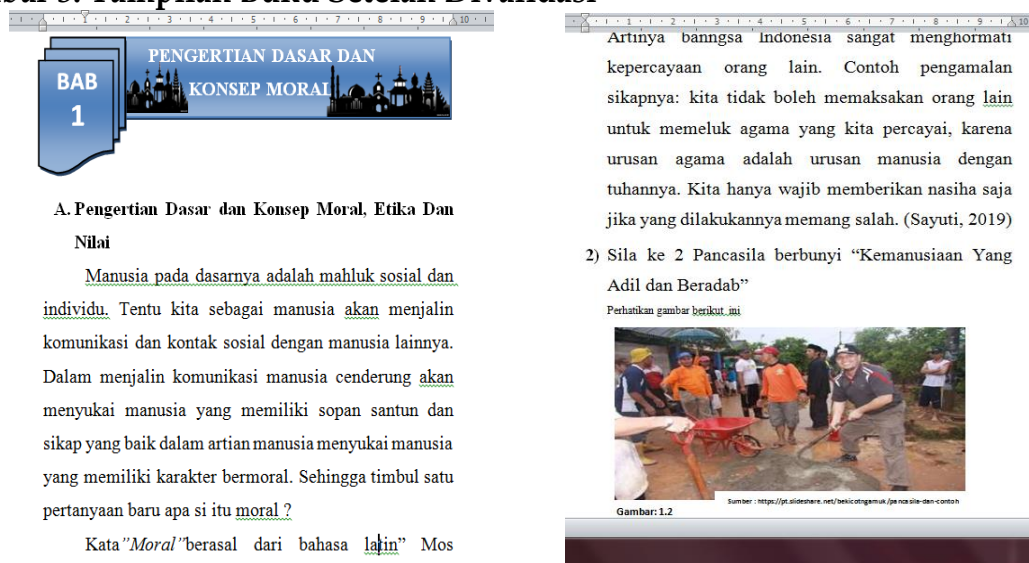 PENGERTIAN DASAR DAN
KONSEP MORAL
BAB
1
A. Pengertian Dasar dan Konsep Moral, Etika Dan
Nilai
Manusia pada dasarnya adalah mahluk sosial dan
individu. Tentu kita sebagai manusia akan menjalin
komunikasi dan kontak sosial dengan manusia lainnya.
Dalam menjalin komunikasi manusia cenderung akan
menyukai manusia yang memiliki sopan santun dan
sikap yang baik dalam artian manusia menyukai manusia
yang memiliki karakter bermoral. Sehingga timbul satu
pertanyaan baru apa si itu moral ?
Kata "Moral" berasal dari bahasa latin" Mos
Artinya banngsa Indonesia sangat menghormati
kepercayaan orang lain. Contoh pengamalan
sikapnya: kita tidak boleh memaksakan orang lain
untuk memeluk agama yang kita percayai, karena
urusan agama adalah urusan manusia dengan
tuhannya. Kita hanya wajib memberikan nasiha saja
jika yang dilakukannya memang salah. (Sayuti, 2019)
2) Sila ke 2 Pancasila berbunyi “Kemanusiaan Yang
Adil dan Beradab”
Perhatikan gambar berikut ini
Sumber : https://pt.slideshare.net/bekicotngamuk/pancasila-dan-contoh
Gambar: 1.2